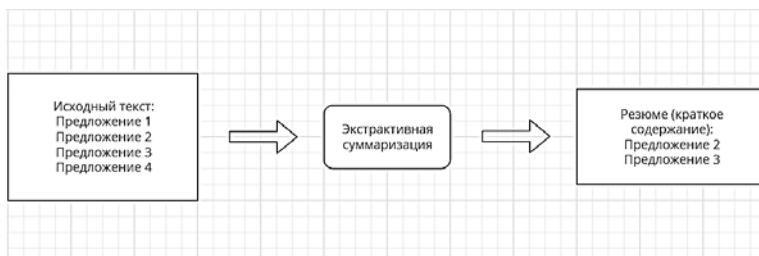 Исходный текст:
Предложение 1
Предложение 2
Предложение 3
Предложение 4
Экстрактивная
суммаризация
Резюме (краткое
содержание):
Предложение 2
Предложение 3